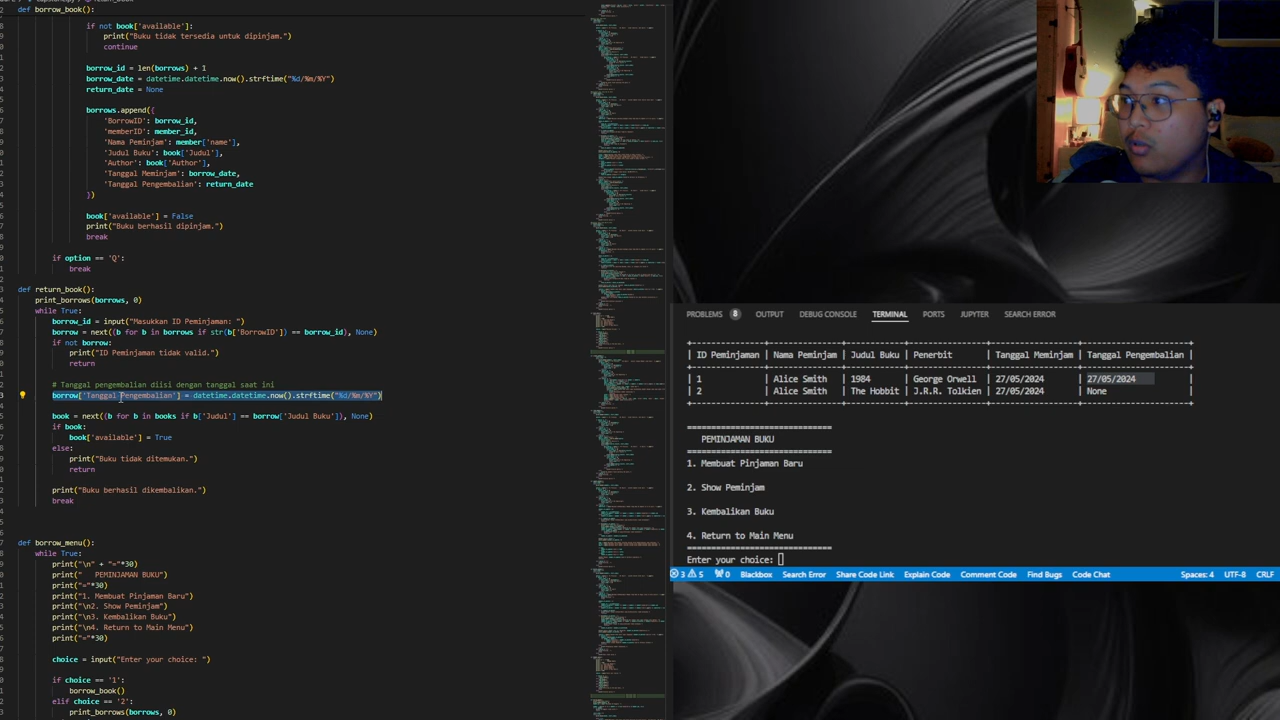 def borrow_book():
if not book['available']:
print("Buku tidak tersedia untuk dipinjam.")
continue
borrow_id = len(borrows) + 1
borrow_date = datetime.datetime.now().strftime("%d/%m/%Y")
return_date = None
borrows.append({
'BorrowID': borrow_id,
'memberID': member_id,
'Nama Peminjam': member['name'],
'Judul Buku': book['Judul'],
'Author': book['Author'],
'Tanggal Meminjam': borrow_date,
'Tanggal Pengembalian': return_date
book['available'] = False
print("Buku berhasil dipinjam.")
break
if option == 'Q':
break
def return_book():
print_borrows(borrows, 0)
while True:
borrow_id = input("Masukkan ID Peminjaman: ")
borrow = next((b for b in borrows if str(b['BorrowID']) == borrow_id), None)
if not borrow:
print("ID Peminjaman tidak valid.")
return
# Tanggal pengembalian diisi dengan tanggal saat ini
borrow['Tanggal Pengembalian'] = datetime.datetime.now().strftime("%d/%m/%Y")
book = next((b for b in books if b['Judul'] == borrow['Judul Buku']), None)
if book:
book['available'] = True
else:
print("Buku tidak ditemukan.")
return
print("Buku berhasil dikembalikan.")
break
def borrow_menu():
while True:
print("\n" + "="*30)
print("   PEMINJAMAN BUKU")
print("="*30)
print("1. Membuat Pinjaman Baru")
print("\n2. Show Peminjam")
print("\n3. Kembalikan Buku")
print("\n4. Return to Main Menu")
print("="*30)
choice = input("Enter your choice: ")
if choice == '1':
borrow_book()
elif choice == '2':
print_borrows(borrows, 0)
PROBLEMS 8 OUTPUT DEBUG CONSOLE TERMINAL PORTS JUPYTER SEARCH ERROR
| ID Peminjaman | Nama Peminjam | Judul Buku | Penerbit | Tanggal Meminjam | Tanggal Pengembalian |
| 1 | Alice Smith | 1984 | George Orwell | 27/05/2024 | 27/05/2024 |
| 2 | Alice Smith | The Hobbit | J.R.R. Tolkien | 27/05/2024 | None |
==============================
PEMINJAMAN BUKU
==============================
1. Membuat Pinjaman Baru
2. Show Peminjam
3. Kembalikan Buku
4. Return to Main Menu
==============================
Enter your choice:
3 5 0 Blackbox Search Error Share Code Link Explain Code Comment Code Find Bugs Code Chat Spaces: 4 UTF-8 CRLF